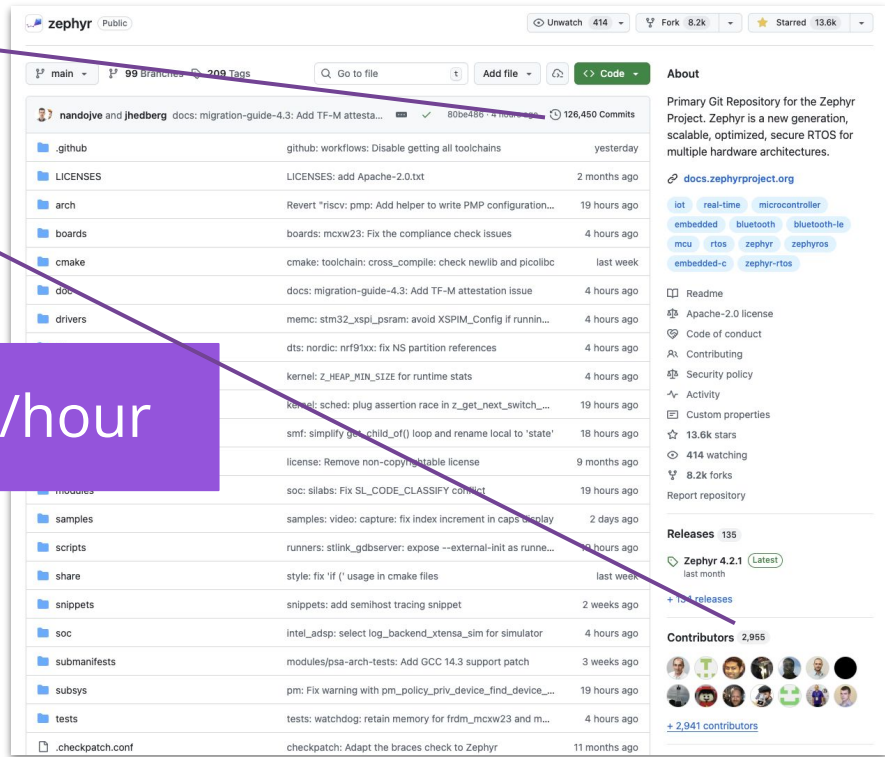 zephyr Public
Unwatch 414 Fork 8.2k Starred 13.6k
main 99 Branches 209 Tags Go to file t Add file <> Code
nandojve and jhedberg docs: migration-guide-4.3: Add TF-M attesta... 80be486 · 4 hours ago 126,450 Commits
.github github: workflows: Disable getting all toolchains yesterday
LICENSES LICENSES: add Apache-2.0.txt 2 months ago
arch Revert "riscv: pmp: Add helper to write PMP configuration... 19 hours ago
boards boards: mcxw23: Fix the compliance check issues 4 hours ago
cmake cmake: toolchain: cross_compile: check newlib and picolibc last week
doc docs: migration-guide-4.3: Add TF-M attestation issue 4 hours ago
drivers memc: stm32_xspi_psram: avoid XSPIM_Config if runnin... 4 hours ago
dts: nordic: nrf91xx: fix NS partition references 4 hours ago
kernel: Z_HEAP_MIN_SIZE for runtime stats 4 hours ago
/hour
kernel: sched: plug assertion race in z_get_next_switch_... 19 hours ago
smf: simplify get_child_of() loop and rename local to 'state' 18 hours ago
license: Remove non-copyrightable license 9 months ago
modules soc: silabs: Fix SL_CODE_CLASSIFY conflict 19 hours ago
samples samples: video: capture: fix index increment in caps display 2 days ago
scripts runners: stlink_gdbserver: expose --external-init as runne... 19 hours ago
share style: fix 'if (' usage in cmake files last week
snippets snippets: add semihost tracing snippet 2 weeks ago
soc intel_adsp: select log_backend_xtensa_sim for simulator 4 hours ago
submanifests modules/psa-arch-tests: Add GCC 14.3 support patch 3 weeks ago
subsys pm: Fix warning with pm_policy_priv_device_find_device_... 19 hours ago
tests tests: watchdog: retain memory for frdm_mcxw23 and m... 4 hours ago
.checkpatch.conf checkpatch: Adapt the braces check to Zephyr 11 months ago
About
Primary Git Repository for the Zephyr
Project. Zephyr is a new generation,
scalable, optimized, secure RTOS for
multiple hardware architectures.
docs.zephyrproject.org
iot real-time microcontroller
embedded bluetooth bluetooth-le
mcu rtos zephyr zephyros
embedded-c zephyr-rtos
Readme
Apache-2.0 license
Code of conduct
Contributing
Security policy
Activity
Custom properties
13.6k stars
414 watching
8.2k forks
Report repository
Releases 135
Zephyr 4.2.1 Latest
last month
+ 134 releases
Contributors 2,955
+ 2,941 contributors